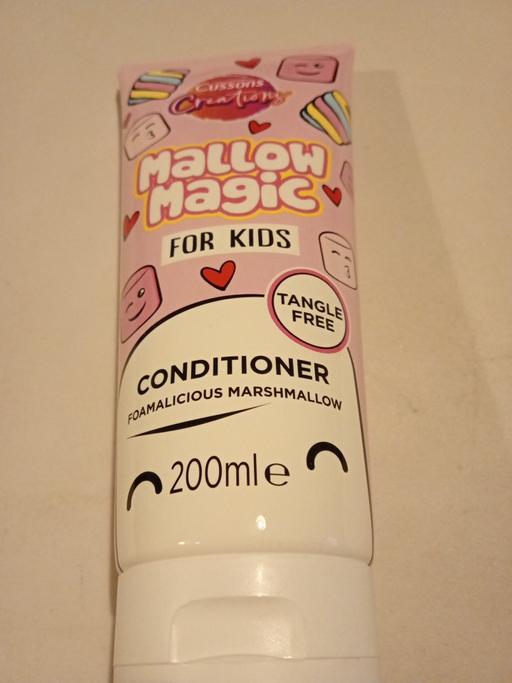 Cussons
Creations
Mallow
Magic
FOR KIDS
TANGLE
FREE
CONDITIONER
FOAMALICIOUS MARSHMALLOW
200ml e